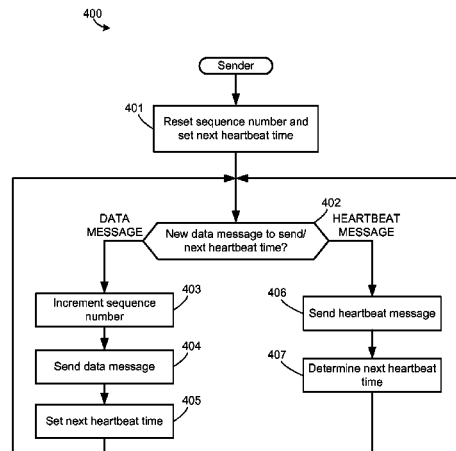 400
Sender
401
Reset sequence number and
set next heartbeat time
402
DATA
MESSAGE
New data message to send/
next heartbeat time?
HEARTBEAT
MESSAGE
403
Increment sequence
number
404
Send data message
405
Set next heartbeat time
406
Send heartbeat message
407
Determine next heartbeat
time